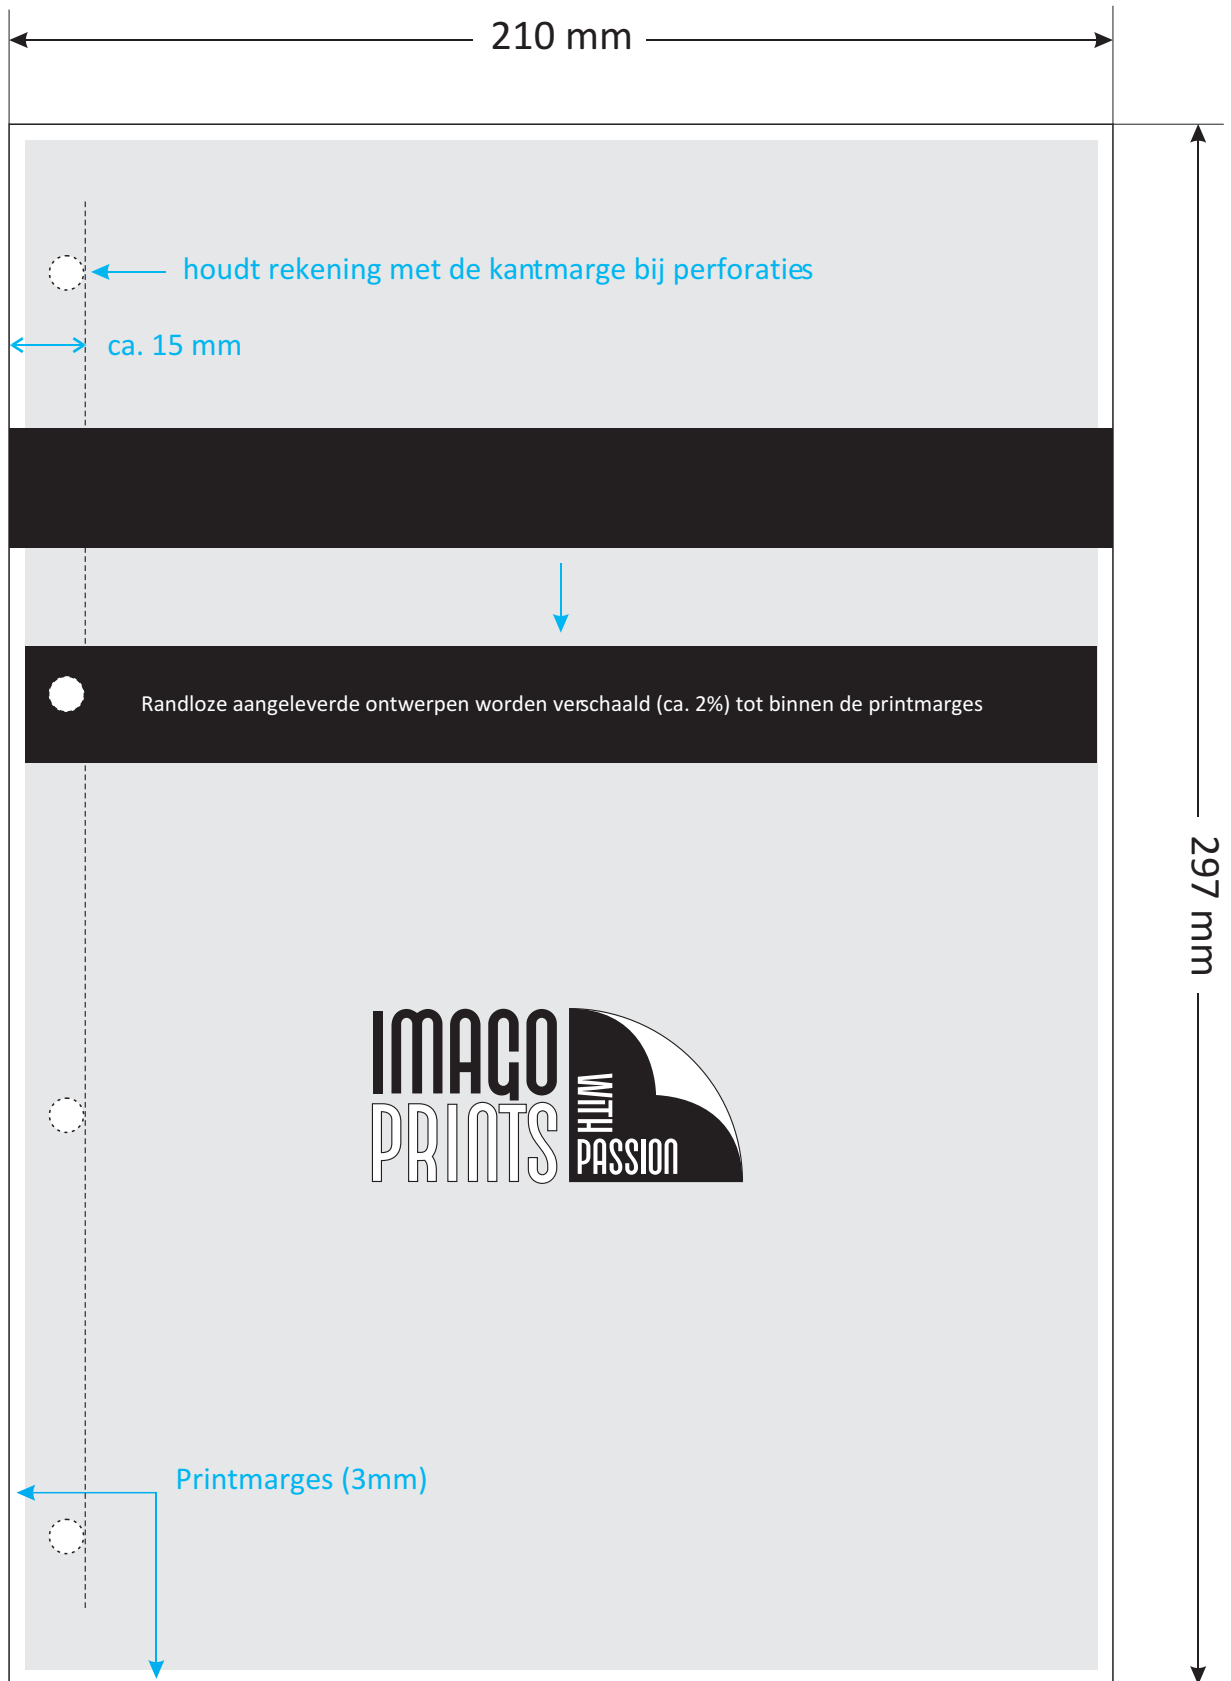 210 mm
houdt rekening met de kantmarge bij perforaties
ca. 15 mm
Randloze aangeleverde ontwerpen worden verschaald (ca. 2%) tot binnen de printmarges
297 mm
IMAGO
PRINTS
WITH
PASSION
Printmarges (3mm)